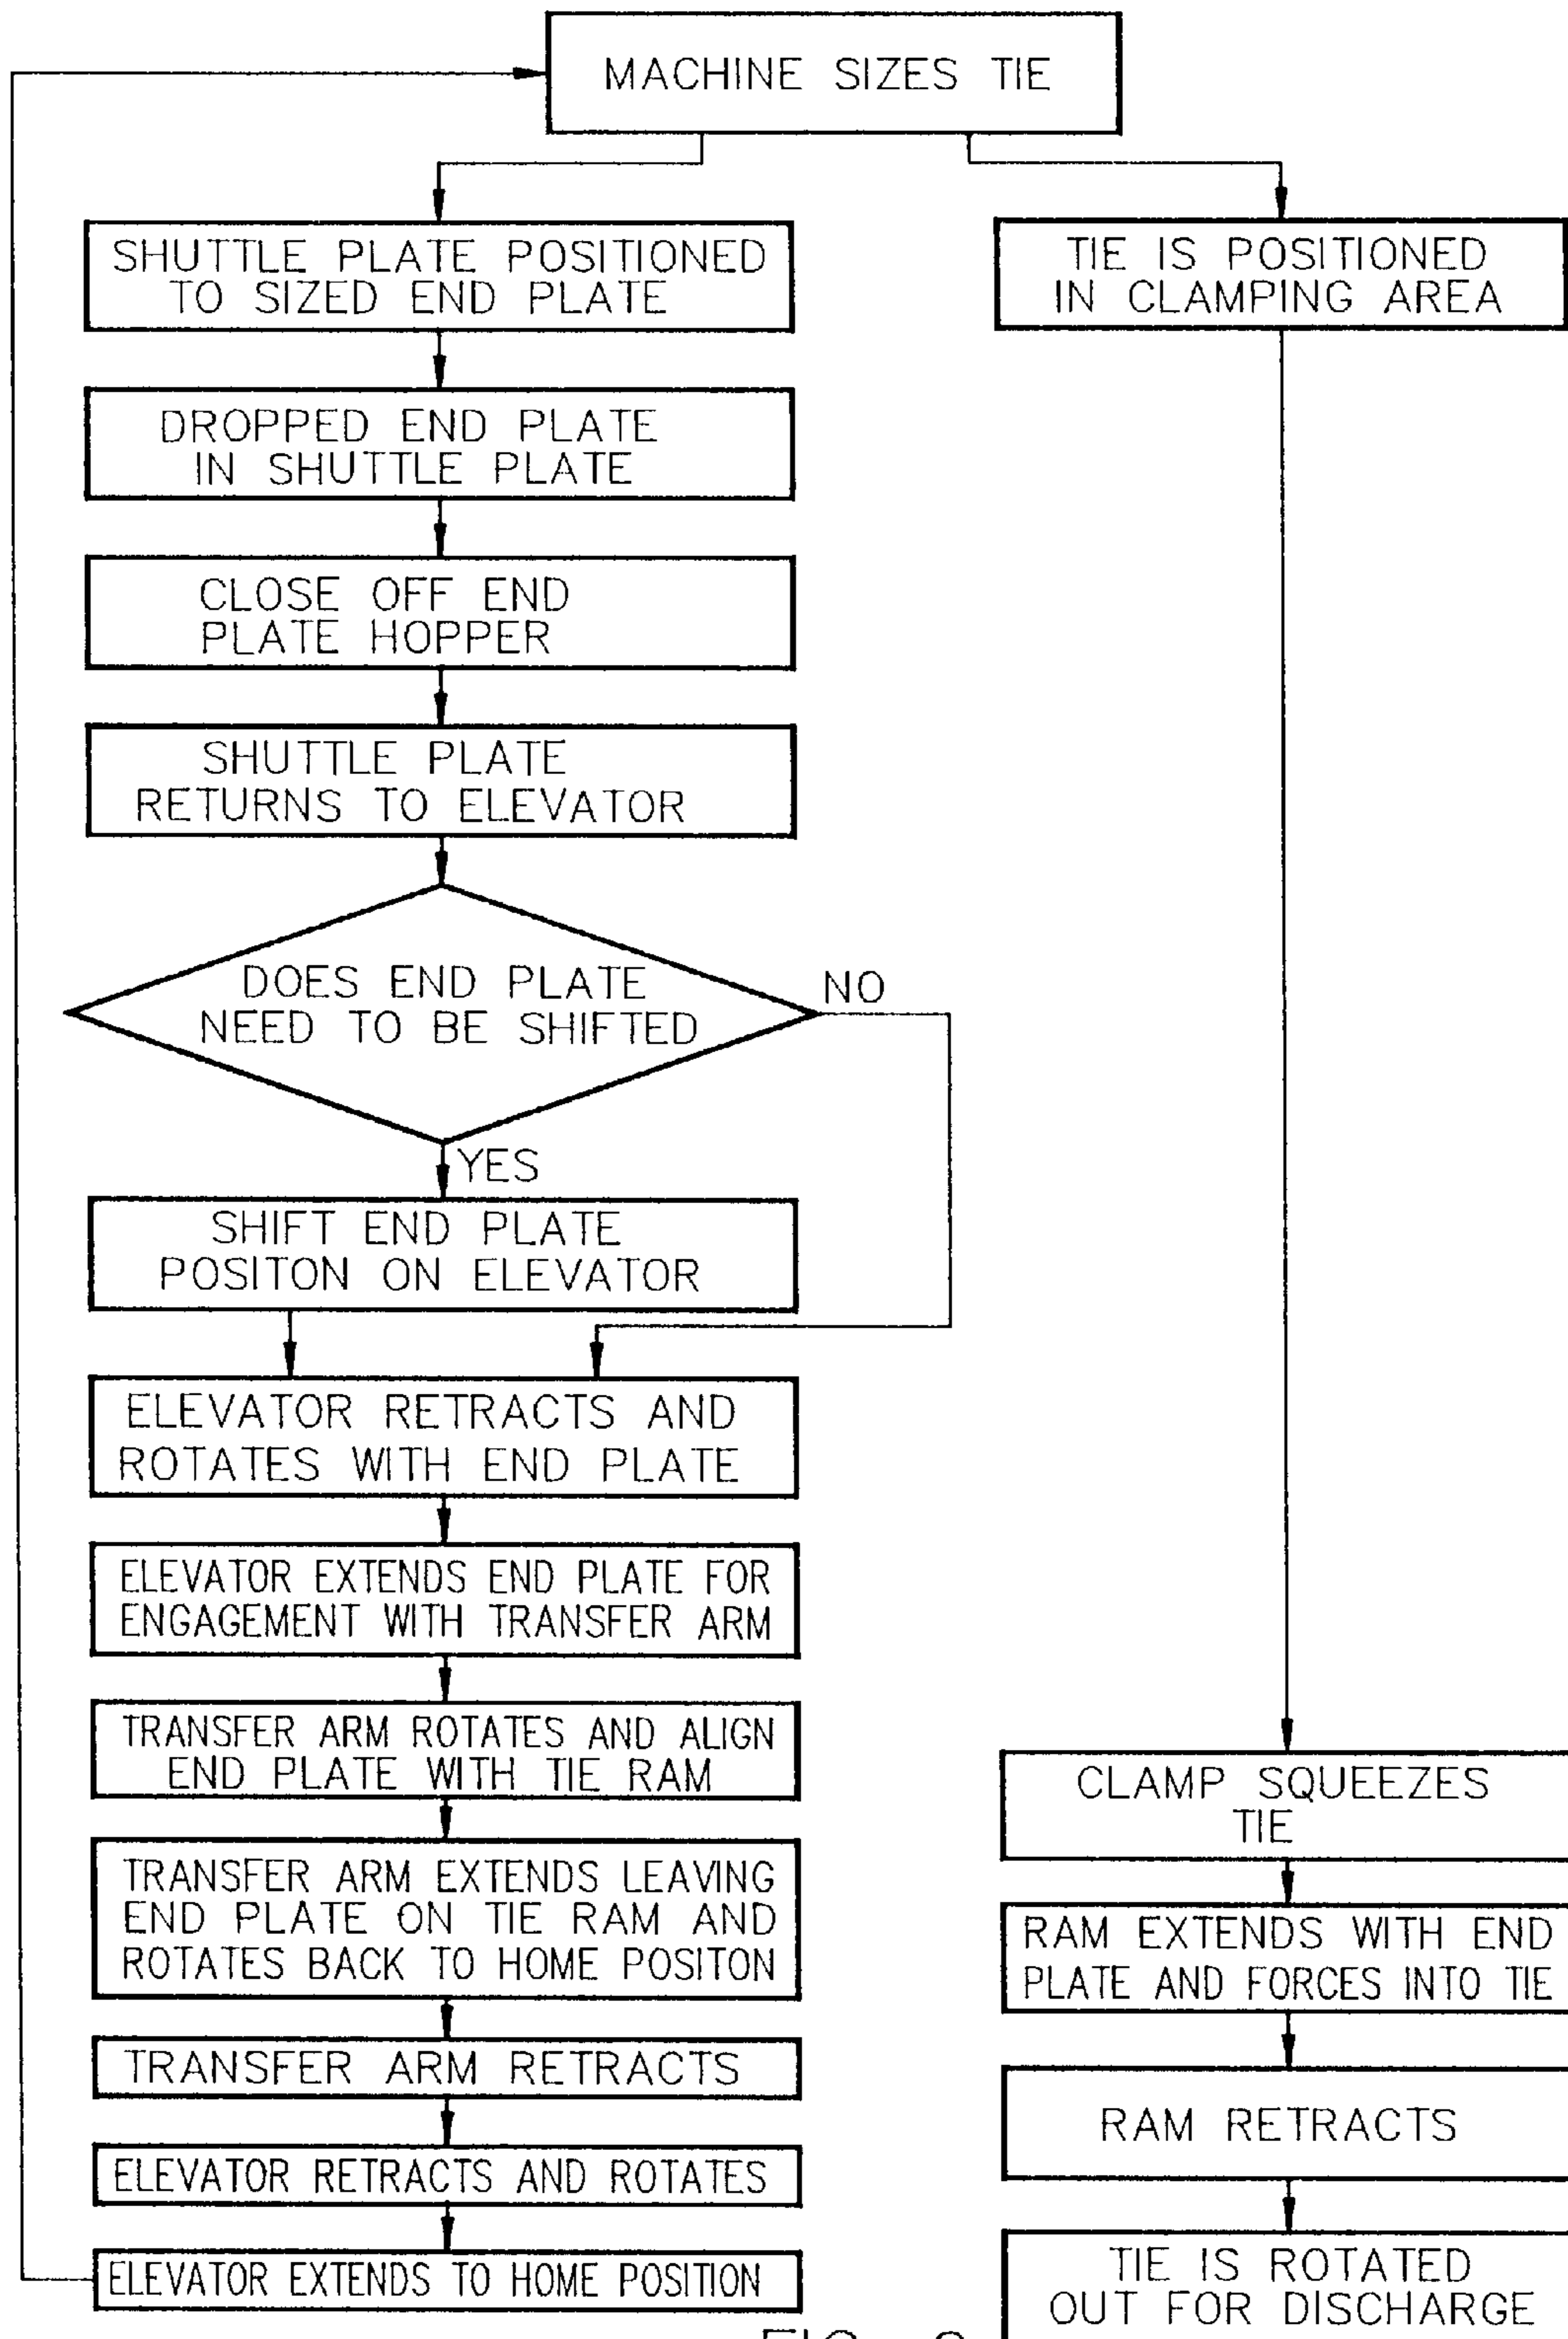 MACHINE SIZES TIE
SHUTTLE PLATE POSITIONED
TO SIZED END PLATE
DROPPED END PLATE
IN SHUTTLE PLATE
CLOSE OFF END
PLATE HOPPER
SHUTTLE PLATE
RETURNS TO ELEVATOR
DOES END PLATE
NEED TO BE SHIFTED
NO
YES
SHIFT END PLATE
POSITON ON ELEVATOR
ELEVATOR RETRACTS AND
ROTATES WITH END PLATE
ELEVATOR EXTENDS END PLATE FOR
ENGAGEMENT WITH TRANSFER ARM
TRANSFER ARM ROTATES AND ALIGN
END PLATE WITH TIE RAM
TRANSFER ARM EXTENDS LEAVING
END PLATE ON TIE RAM AND
ROTATES BACK TO HOME POSITON
TRANSFER ARM RETRACTS
ELEVATOR RETRACTS AND ROTATES
ELEVATOR EXTENDS TO HOME POSITION
TIE IS POSITIONED
IN CLAMPING AREA
CLAMP SQUEEZES
TIE
RAM EXTENDS WITH END
PLATE AND FORCES INTO TIE
RAM RETRACTS
TIE IS ROTATED
OUT FOR DISCHARGE